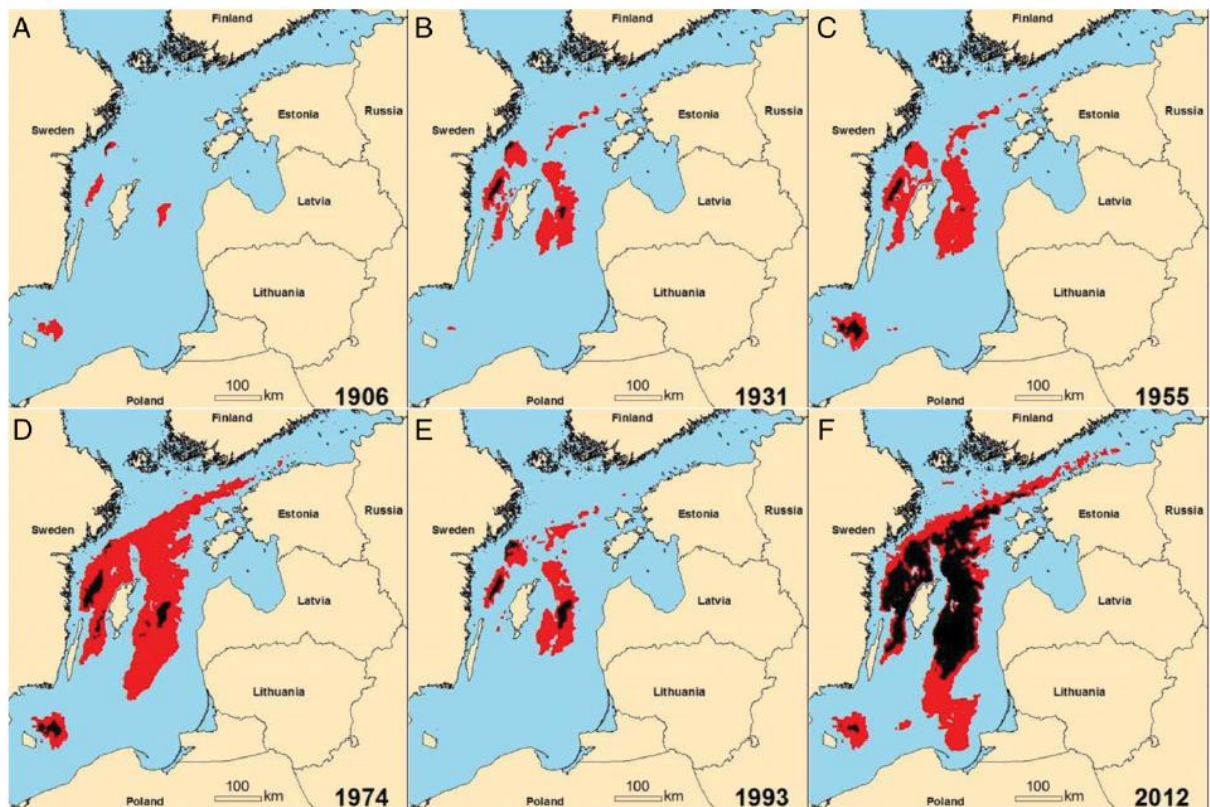 A
Finland
Sweden
Estonia
Russia
Latvia
Lithuania
Poland
100
km
1906
B
Finland
Sweden
Estonia
Russia
Latvia
Lithuania
Poland
100
km
1931
C
Finland
Sweden
Estonia
Russia
Latvia
Lithuania
Poland
100
km
1955
D
Finland
Sweden
Estonia
Russia
Latvia
Lithuania
Poland
100
km
1974
E
Finland
Sweden
Estonia
Russia
Latvia
Lithuania
Poland
100
km
1993
F
Finland
Sweden
Estonia
Russia
Latvia
Lithuania
Poland
100
km
2012